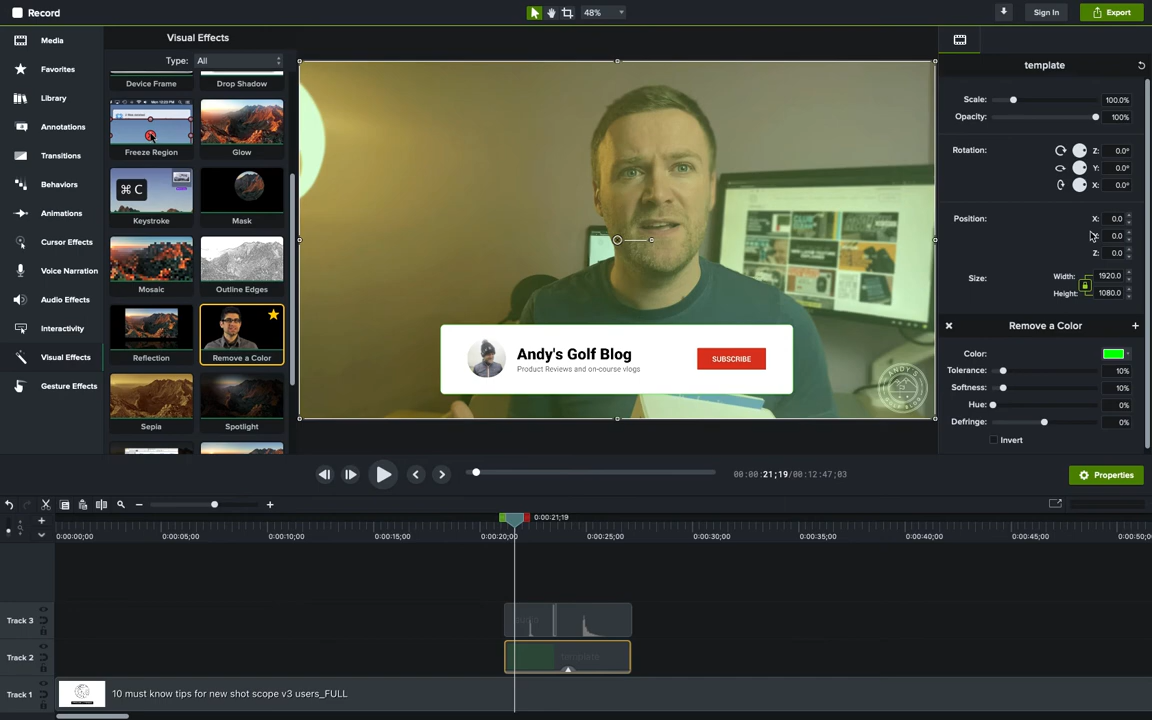 Record
48%
Sign In
Export
Media
Favorites
Library
Annotations
Transitions
Behaviors
Animations
Cursor Effects
Voice Narration
Audio Effects
Interactivity
Visual Effects
Gesture Effects
Visual Effects
Type: All
Device Frame
Drop Shadow
Freeze Region
Glow
⌘ C
Keystroke
Mask
Mosaic
Outline Edges
Reflection
Remove a Color
Sepia
Spotlight
Andy's Golf Blog
Product Reviews and on-course vlogs
SUBSCRIBE
ANDY'S
GOLF BLOG
template
Scale: 100.0%
Opacity: 100%
Rotation: Z: 0.0°
Y: 0.0°
X: 0.0°
Position: X: 0.0
0.0
Z: 0.0
Size: Width: 1920.0
Height: 1080.0
Remove a Color
Color:
Tolerance: 10%
Softness: 10%
Hue: 0%
Defringe: 0%
Invert
00:00:21;19/00:12:47;03
Properties
0:00:21;19
0:00:00;00
0:00:05;00
0:00:10;00
0:00:15;00
0:00:20;00
0:00:25;00
0:00:30;00
0:00:35;00
0:00:40;00
0:00:45;00
0:00:50;0
Track 3
Track 2
template
Track 1
10 must know tips for new shot scope v3 users_FULL